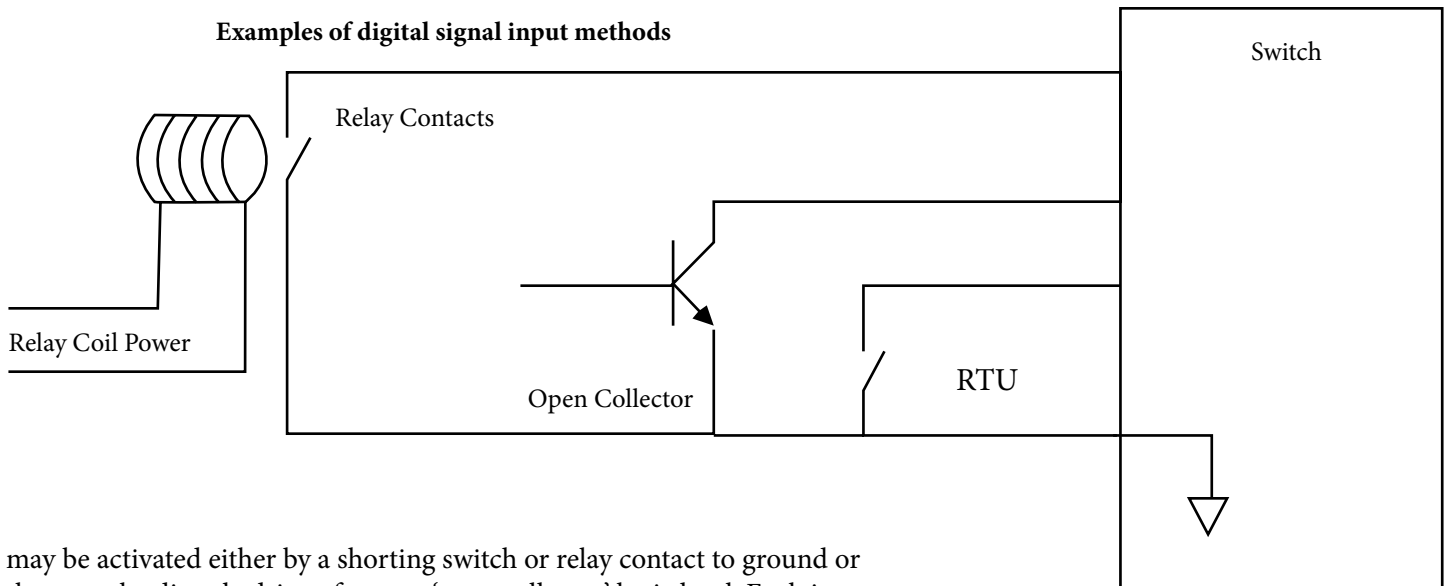 Examples of digital signal input methods
Switch
Relay Contacts
Relay Coil Power
RTU
Open Collector
may be activated either by a shorting switch or relay contact to ground or